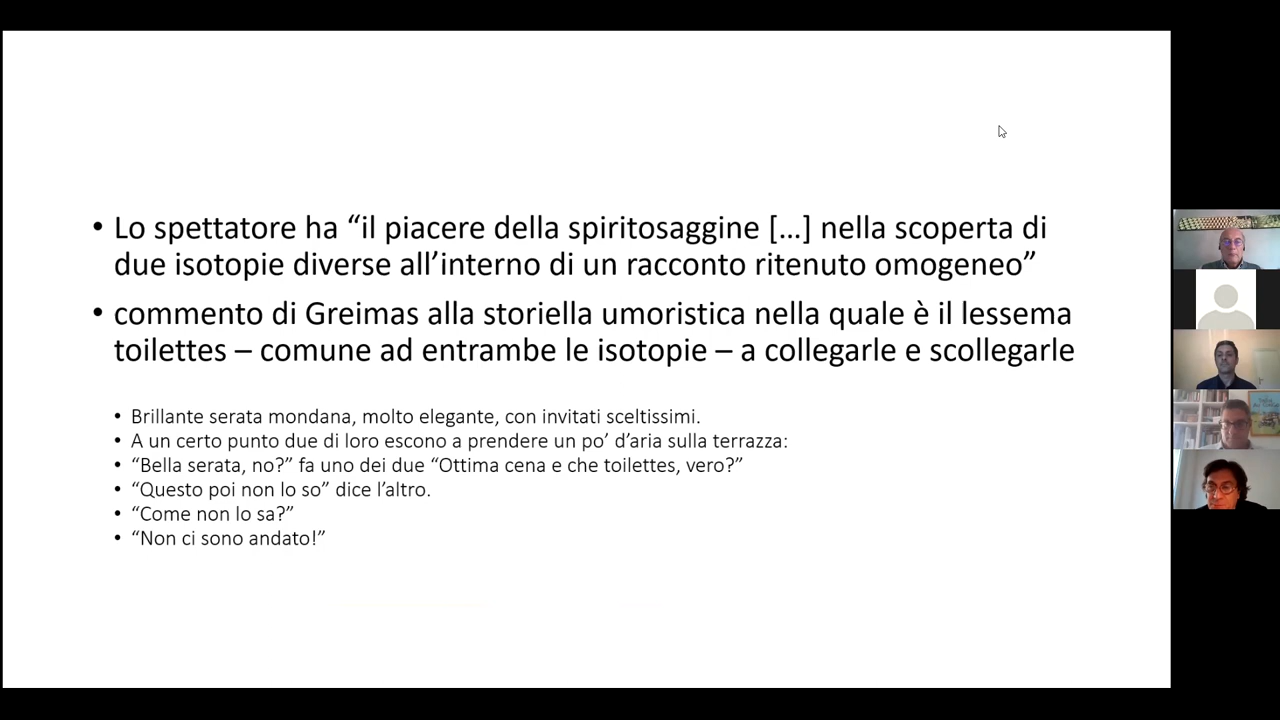 • Lo spettatore ha “il piacere della spiritosaggine [...] nella scoperta di
due isotopie diverse all’interno di un racconto ritenuto omogeneo”
• commento di Greimas alla storiella umoristica nella quale è il lessema
toilettes – comune ad entrambe le isotopie – a collegarle e scollegarle
• Brillante serata mondana, molto elegante, con invitati sceltissimi.
• A un certo punto due di loro escono a prendere un po’ d’aria sulla terrazza:
• “Bella serata, no?” fa uno dei due “Ottima cena e che toilettes, vero?”
• “Questo poi non lo so” dice l’altro.
• “Come non lo sa?”
• “Non ci sono andato!”